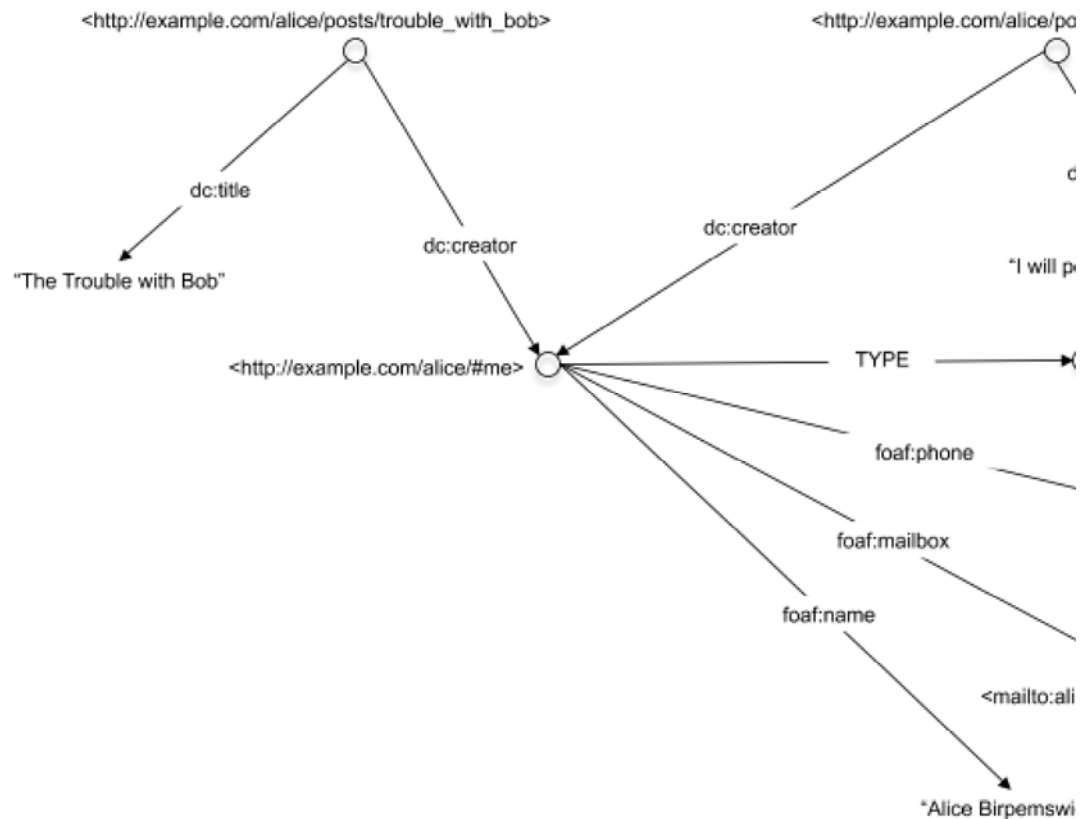 <http://example.com/alice/posts/trouble_with_bob>
<http://example.com/alice/po
dc:title
d
dc:creator
dc:creator
“The Trouble with Bob”
“I will p
<http://example.com/alice/#me>
TYPE
foaf:phone
foaf:mailbox
foaf:name
<mailto:ali
“Alice Birpemswi